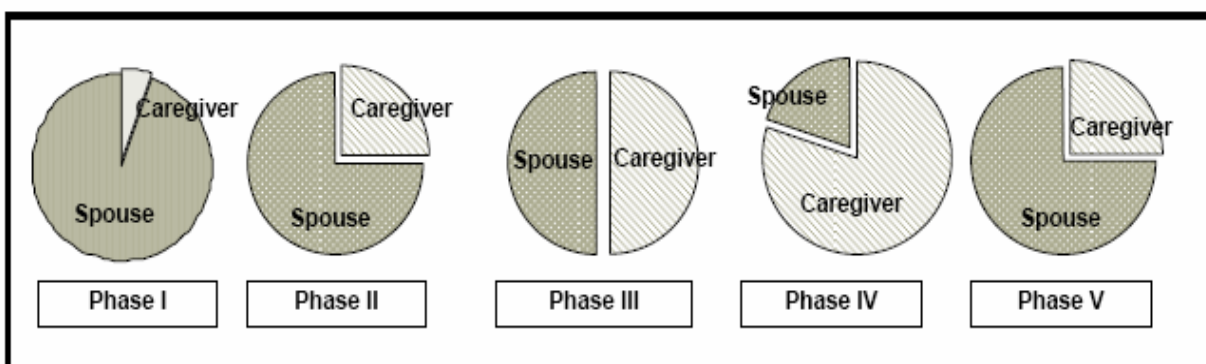 Caregiver
Spouse
Phase I
Caregiver
Spouse
Phase II
Spouse
Caregiver
Phase III
Spouse
Caregiver
Phase IV
Caregiver
Spouse
Phase V